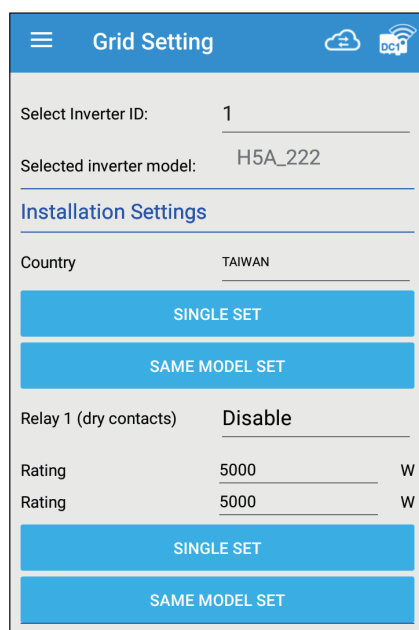 Grid Setting
DC1
Select Inverter ID: 1
Selected inverter model: H5A_222
Installation Settings
Country TAIWAN
SINGLE SET
SAME MODEL SET
Relay 1 (dry contacts) Disable
Rating 5000 W
Rating 5000 W
SINGLE SET
SAME MODEL SET